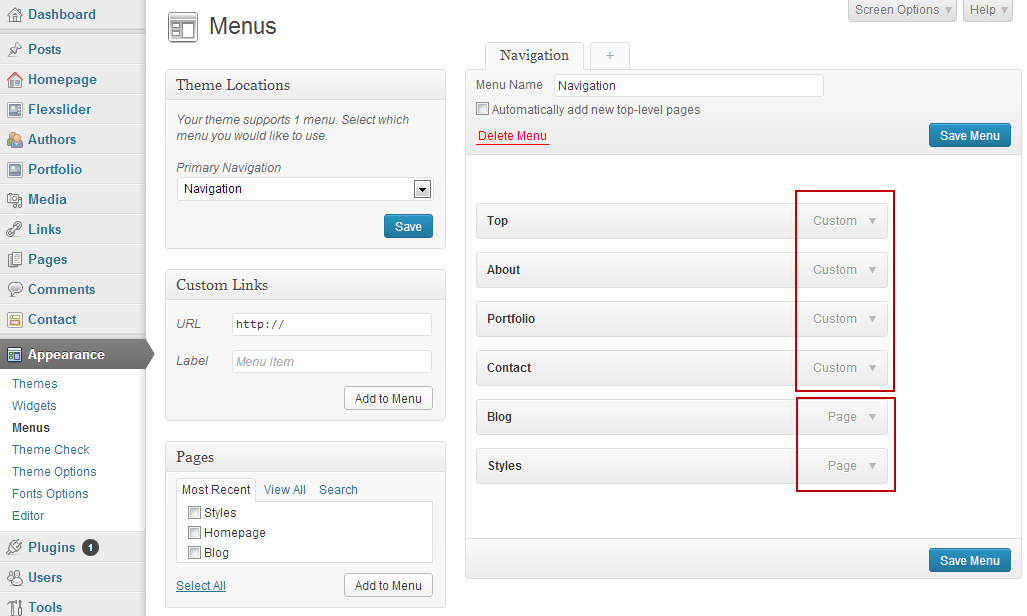 Screen Options
Help
Menus
Dashboard
Posts
Homepage
Flexslider
Authors
Portfolio
Media
Links
Pages
Comments
Contact
Appearance
Themes
Widgets
Menus
Theme Check
Theme Options
Fonts Options
Editor
Plugins 1
Users
Tools
Theme Locations
Your theme supports 1 menu. Select which
menu you would like to use.
Primary Navigation
Navigation
Save
Custom Links
URL http://
Label Menu Item
Add to Menu
Pages
Most Recent View All Search
Styles
Homepage
Blog
Select All Add to Menu
Navigation +
Menu Name Navigation
Automatically add new top-level pages
Delete Menu Save Menu
Top Custom
About Custom
Portfolio Custom
Contact Custom
Blog Page
Styles Page
Save Menu